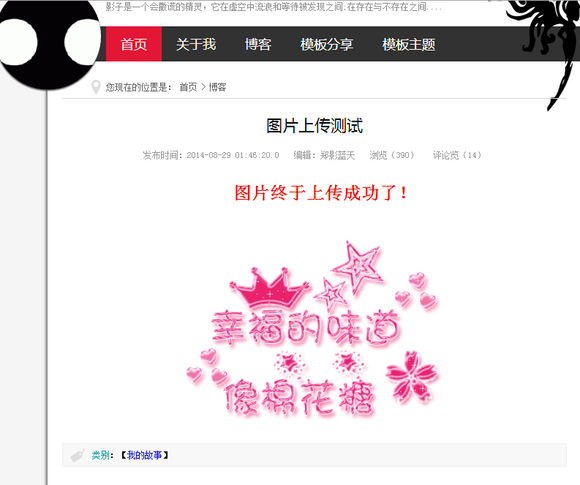 影子是一个会撒谎的精灵，它在虚空中流浪和等待被发现之间;在存在与不存在之间....
首页 关于我 博客 模板分享 模板主题
您现在的位置是： 首页 > 博客
图片上传测试
发布时间：2014-08-29 01:46:20.0 编辑：郑影蓝天 浏览（390） 评论览（14）
图片终于上传成功了！
幸福的味道
像棉花糖
类别：【我的故事】